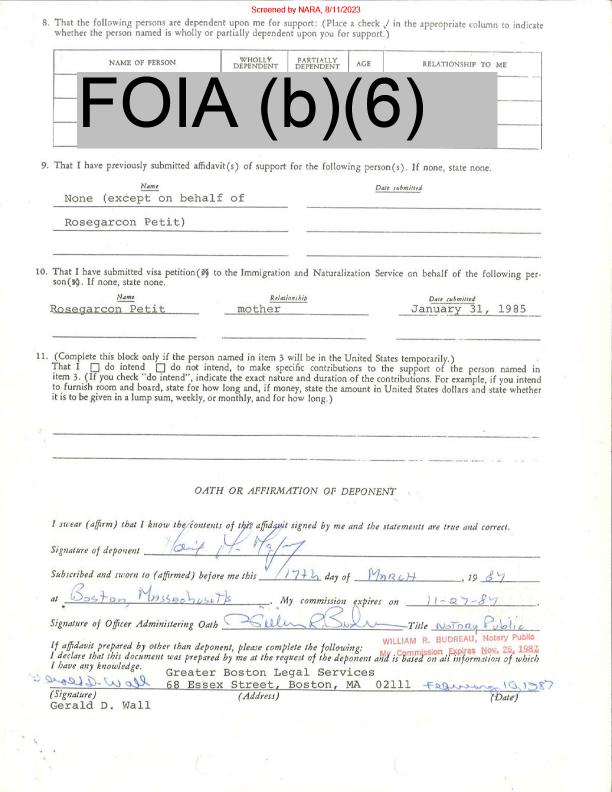 Screened by NARA, 8/11/2023
8. That the following persons are dependent upon me for support: (Place a check √ in the appropriate column to indicate
whether the person named is wholly or partially dependent upon you for support.)
NAME OF PERSON WHOLLY DEPENDENT PARTIALLY DEPENDENT AGE RELATIONSHIP TO ME
FOIA (b)(6)
9. That I have previously submitted affidavit(s) of support for the following person(s). If none, state none.
Name Date submitted
None (except on behalf of
Rosegarcon Petit)
10. That I have submitted visa petition(s) to the Immigration and Naturalization Service on behalf of the following per-
son(s). If none, state none.
Name Relationship Date submitted
Rosegarcon Petit mother January 31, 1985
11. (Complete this block only if the person named in item 3 will be in the United States temporarily.)
That I ☐ do intend ☐ do not intend, to make specific contributions to the support of the person named in
item 3. (If you check "do intend", indicate the exact nature and duration of the contributions. For example, if you intend
to furnish room and board, state for how long and, if money, state the amount in United States dollars and state whether
it is to be given in a lump sum, weekly, or monthly, and for how long.)
OATH OR AFFIRMATION OF DEPONENT
I swear (affirm) that I know the contents of this affidavit signed by me and the statements are true and correct.
Signature of deponent
Subscribed and sworn to (affirmed) before me this 17th day of March, 19 87
at Boston, Massachusetts. My commission expires on 11-27-87
Signature of Officer Administering Oath William R. Budreau Title Notary Public
WILLIAM R. BUDREAU, Notary Public
If affidavit prepared by other than deponent, please complete the following:
My Commission Expires Nov. 26, 1987
I declare that this document was prepared by me at the request of the deponent and is based on all information of which
I have any knowledge.
Greater Boston Legal Services
Gerald D. Wall 68 Essex Street, Boston, MA 02111 February 10, 1987
(Signature) (Address) (Date)
Gerald D. Wall